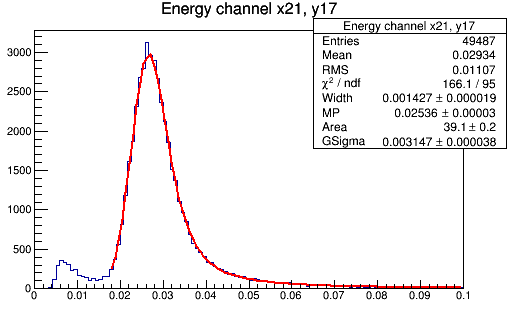 Energy channel x21, y17
Energy channel x21, y17
Entries 49487
Mean 0.02934
RMS 0.01107
χ² / ndf 166.1 / 95
Width 0.001427 ± 0.000019
MP 0.02536 ± 0.00003
Area 39.1 ± 0.2
GSigma 0.003147 ± 0.000038
3000
2500
2000
1500
1000
500
0
0 0.01 0.02 0.03 0.04 0.05 0.06 0.07 0.08 0.09 0.1